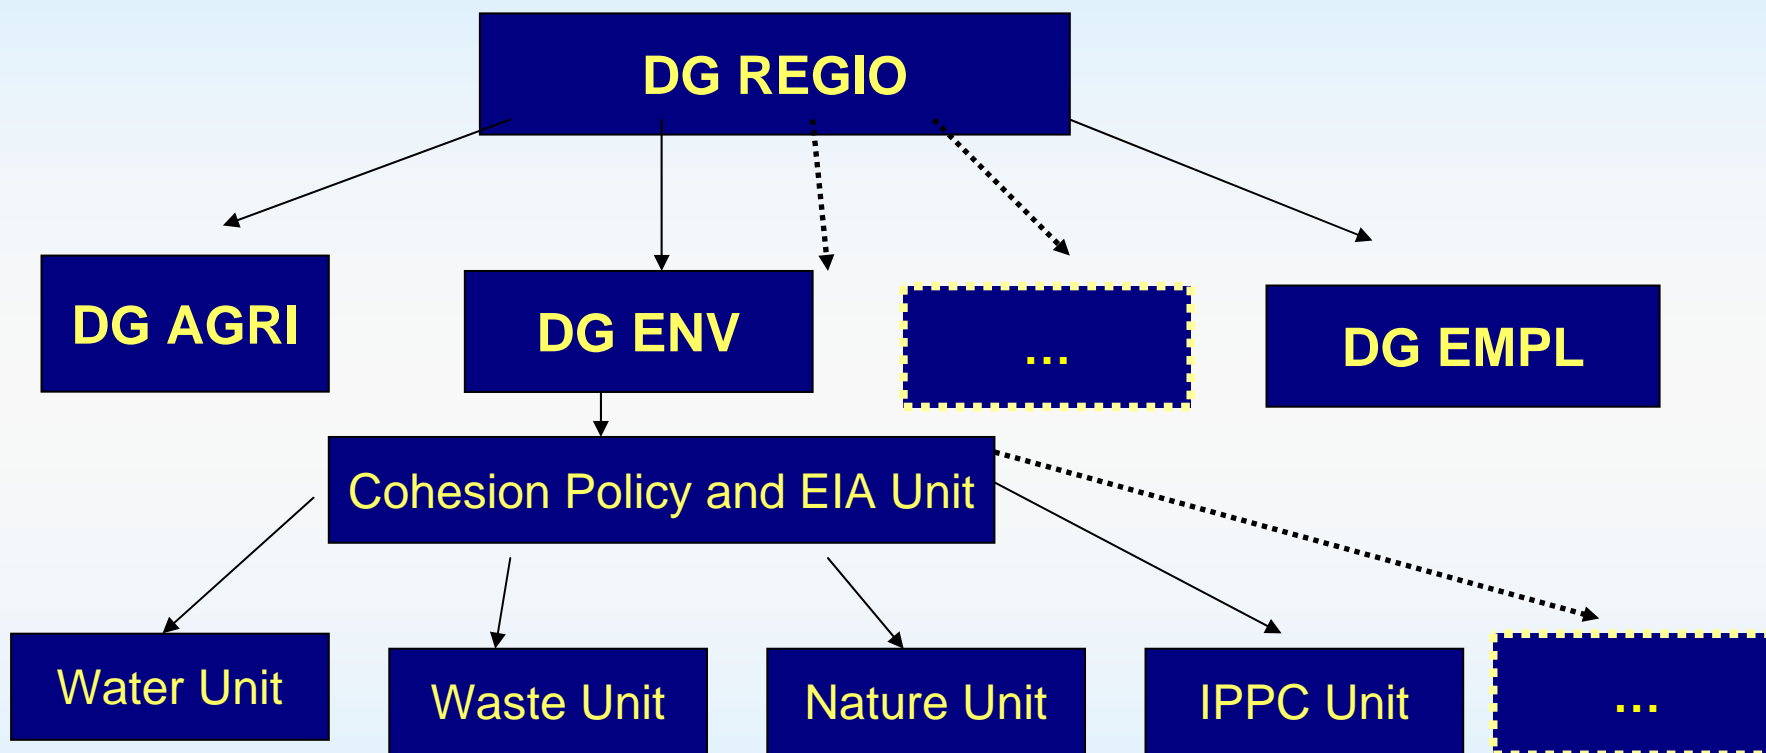 DG REGIO
DG AGRI
DG ENV
...
DG EMPL
Cohesion Policy and EIA Unit
Water Unit
Waste Unit
Nature Unit
IPPC Unit
...